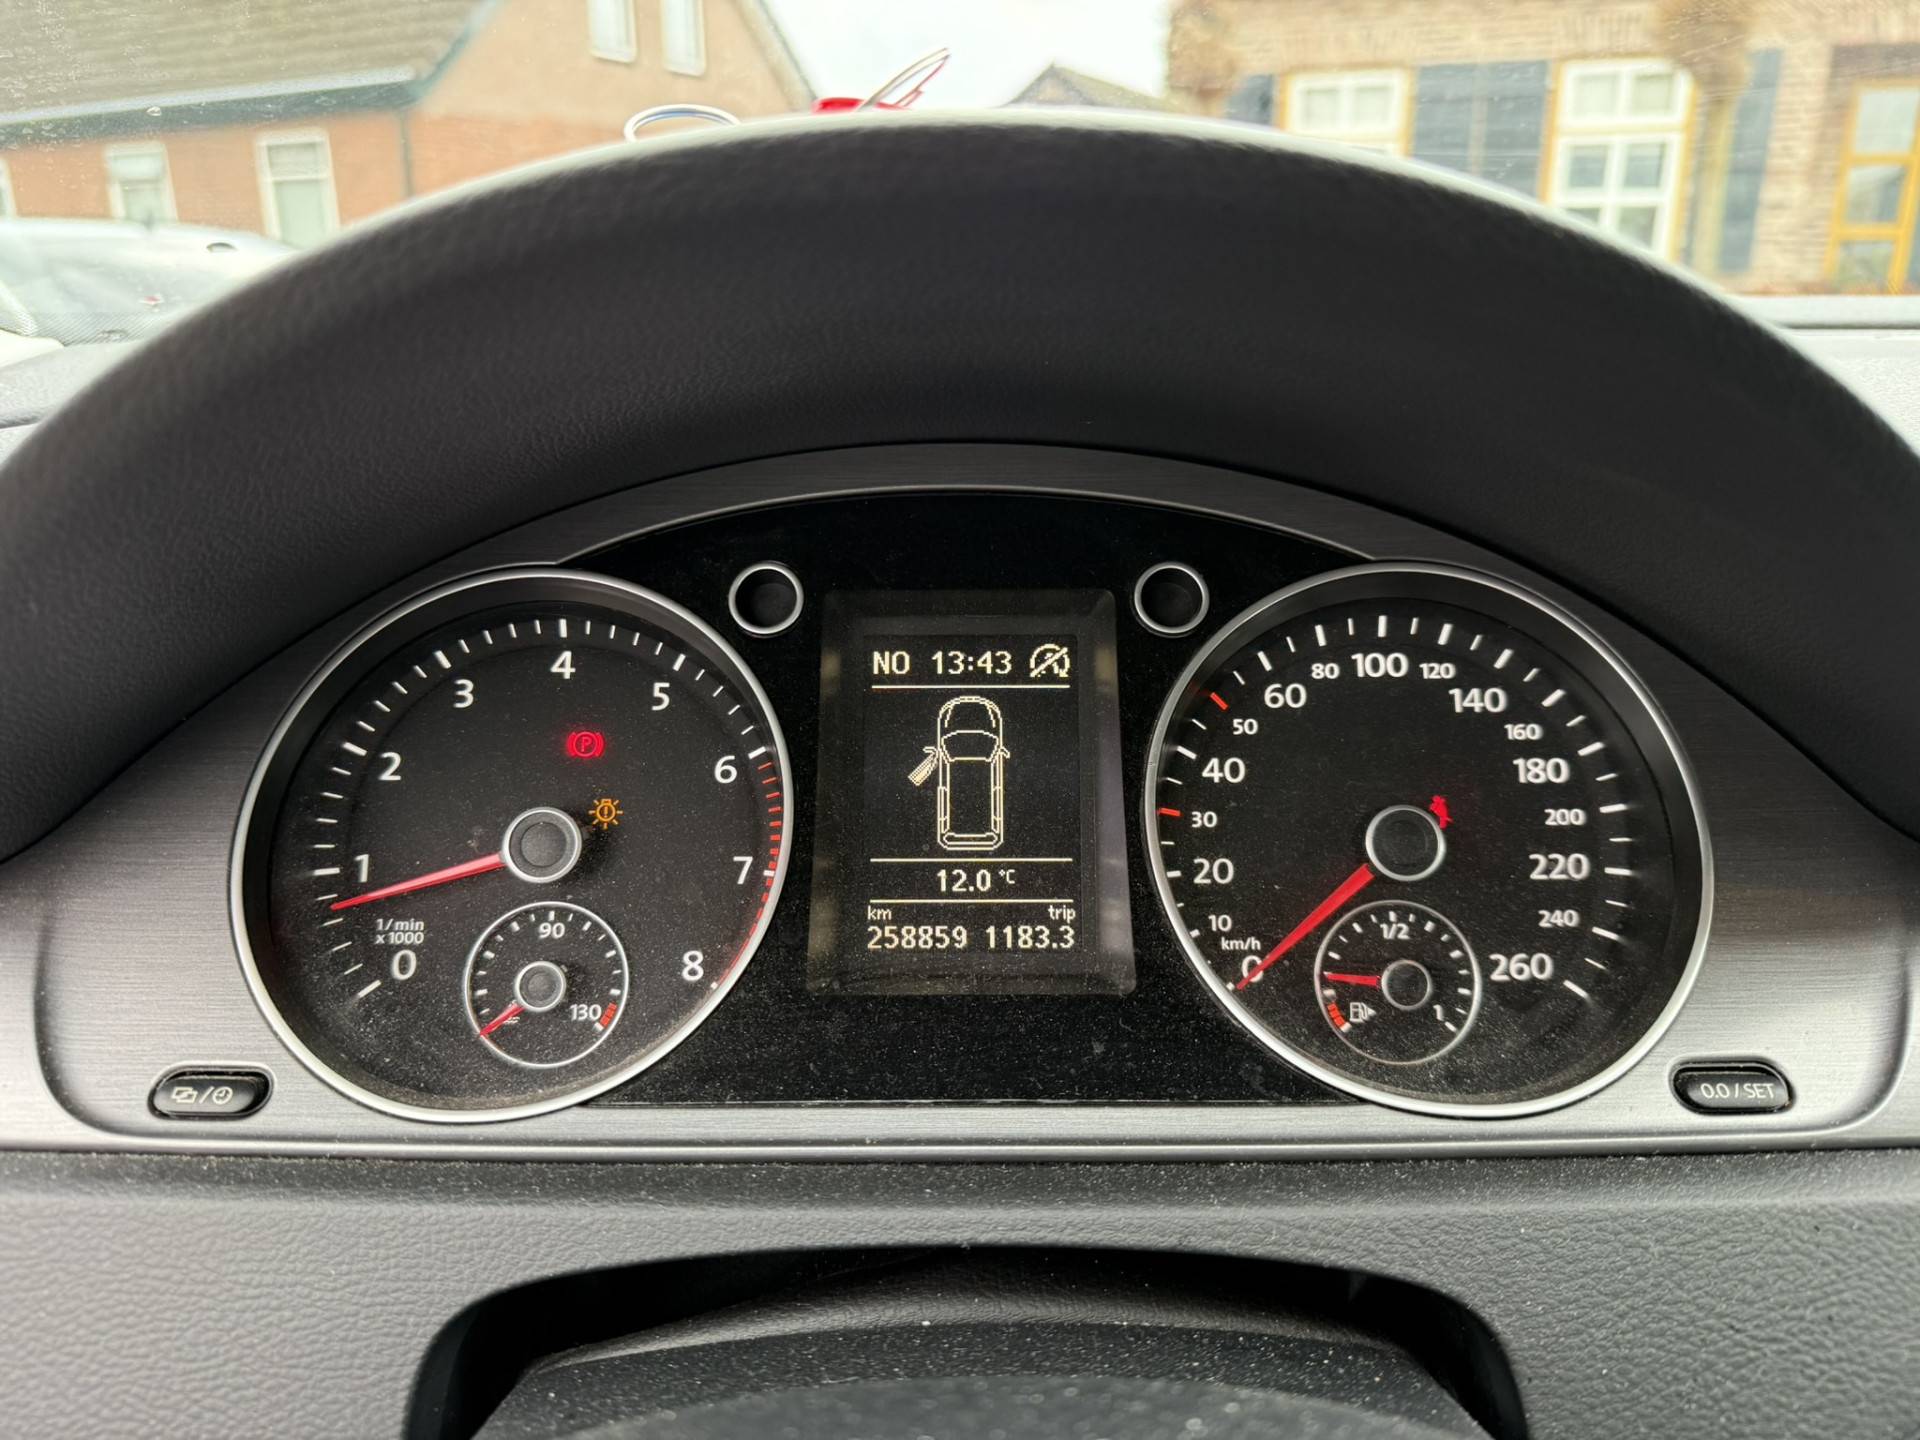 NO 13:43
12.0 °C
km trip
258859 1183.3
0 1 2 3 4 5 6 7 8
1/min
x 1000
90
130
P
0 10 20 30 40 50 60 80 100 120 140 160 180 200 220 240 260
km/h
1/2
1
0.0 / SET